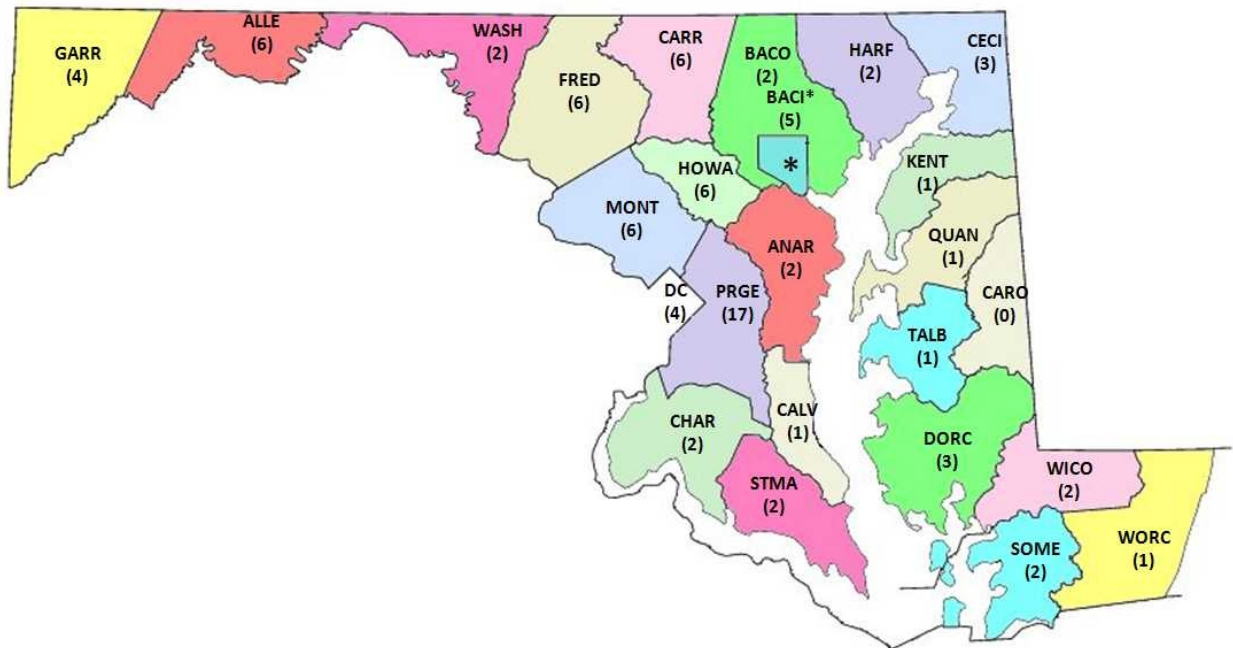 GARR
(4)
ALLE
(6)
WASH
(2)
FRED
(6)
CARR
(6)
BACO
(2)
BACI*
(5)
*
HARF
(2)
CECI
(3)
KENT
(1)
HOWA
(6)
MONT
(6)
ANAR
(2)
QUAN
(1)
CARO
(0)
DC
(4)
PRGE
(17)
TALB
(1)
CHAR
(2)
CALV
(1)
DORC
(3)
STMA
(2)
WICO
(2)
SOME
(2)
WORC
(1)